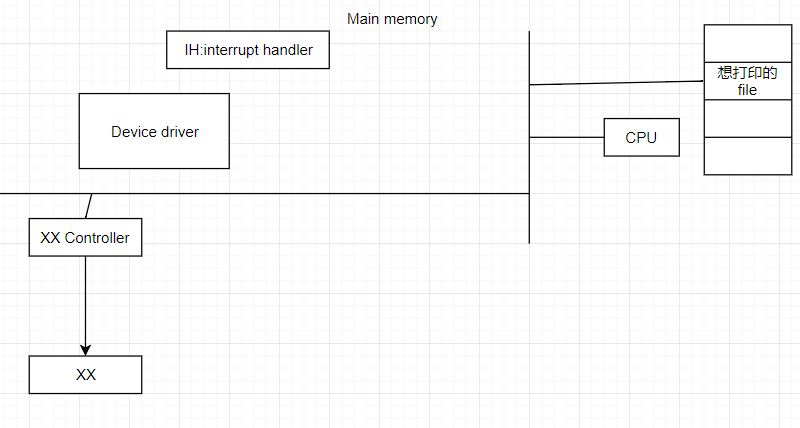 Main memory
IH:interrupt handler
想打印的
file
Device driver
CPU
XX Controller
XX